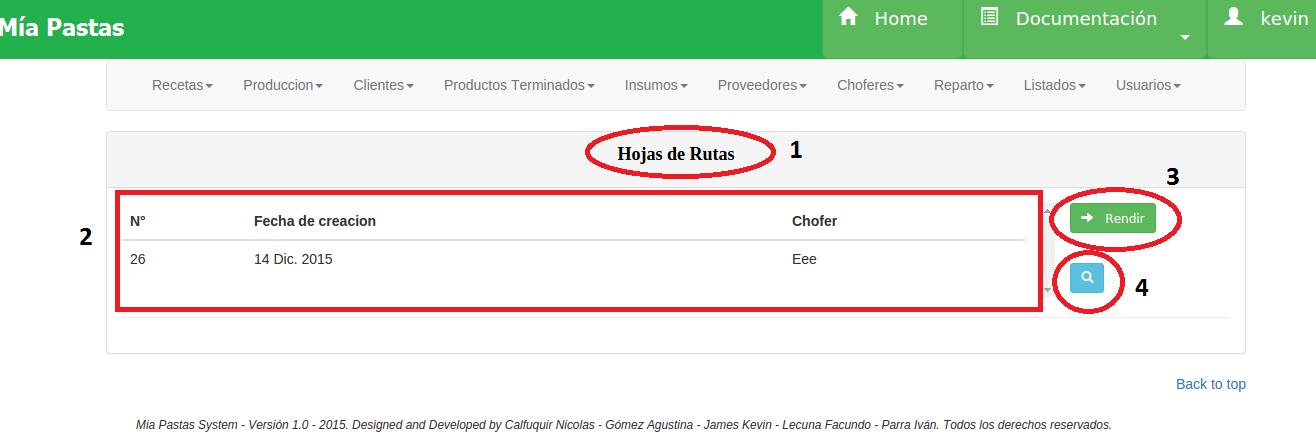 Mía Pastas Home Documentación kevin
Recetas Produccion Clientes Productos Terminados Insumos Proveedores Choferes Reparto Listados Usuarios
Hojas de Rutas 1
3
2
N° Fecha de creacion Chofer
Rendir
26 14 Dic. 2015 Eee
4
Back to top
Mia Pastas System - Versión 1.0 - 2015. Designed and Developed by Calfuquir Nicolas - Gómez Agustina - James Kevin - Lecuna Facundo - Parra Iván. Todos los derechos reservados.